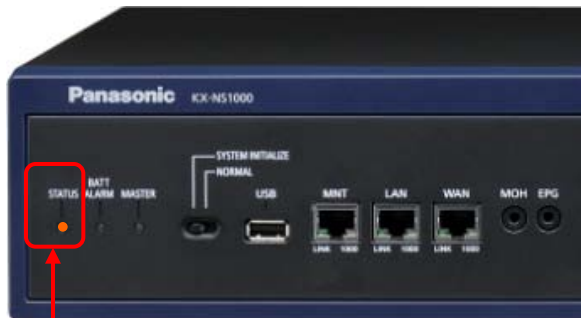 Panasonic KX-NS1000
SYSTEM INITIALIZE
NORMAL
BATT
STATUS ALARM MASTER USB MNT LAN WAN MOH EPG
LINK 1000 LINK 1000 LINK 1000